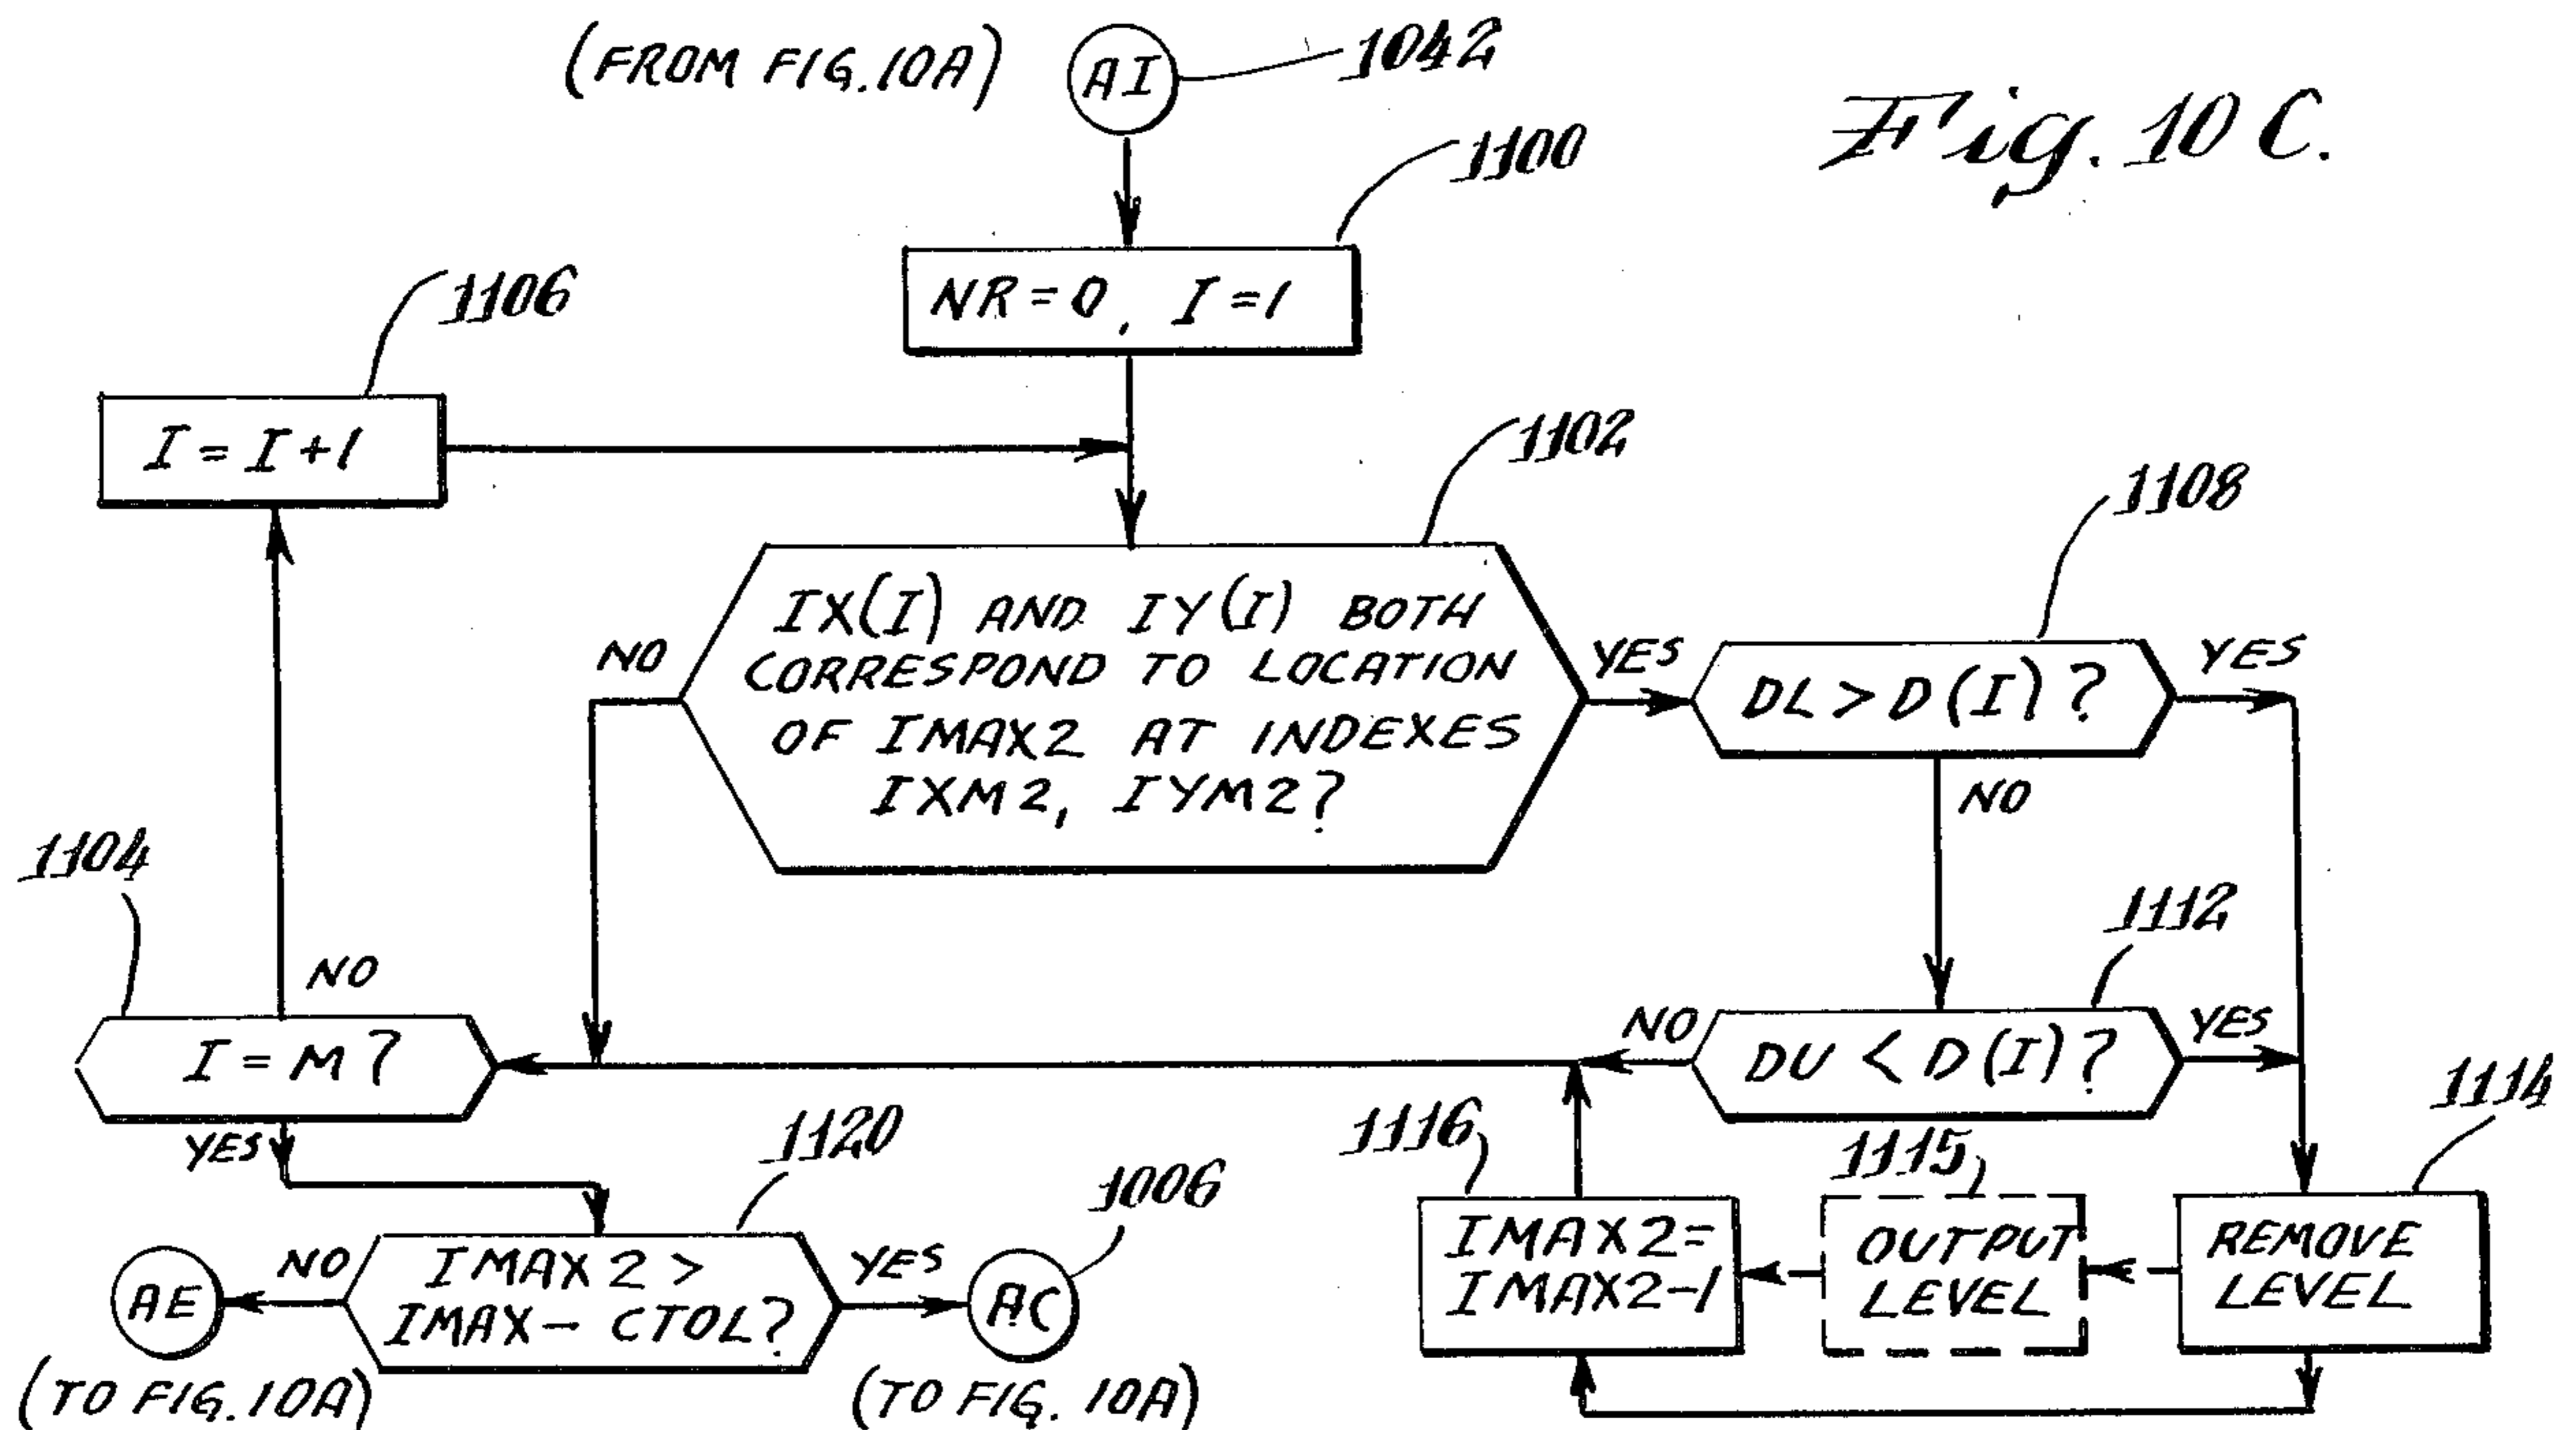 (FROM FIG. 10A)
AI
1042
Fig. 10 C.
1100
NR = 0, I = 1
1106
I = I + 1
1102
1108
IX(I) AND IY(I) BOTH
CORRESPOND TO LOCATION
OF IMAX2 AT INDEXES
IXM2, IYM2?
NO
YES
DL > D(I)?
YES
NO
1104
1112
NO
I = M?
NO
DU < D(I)?
YES
1114
YES
1120
1006
1116
1115
IMAX2 =
IMAX2-1
OUTPUT
LEVEL
REMOVE
LEVEL
AE
NO
IMAX2 >
IMAX - CTOL?
YES
AC
(TO FIG. 10A)
(TO FIG. 10A)